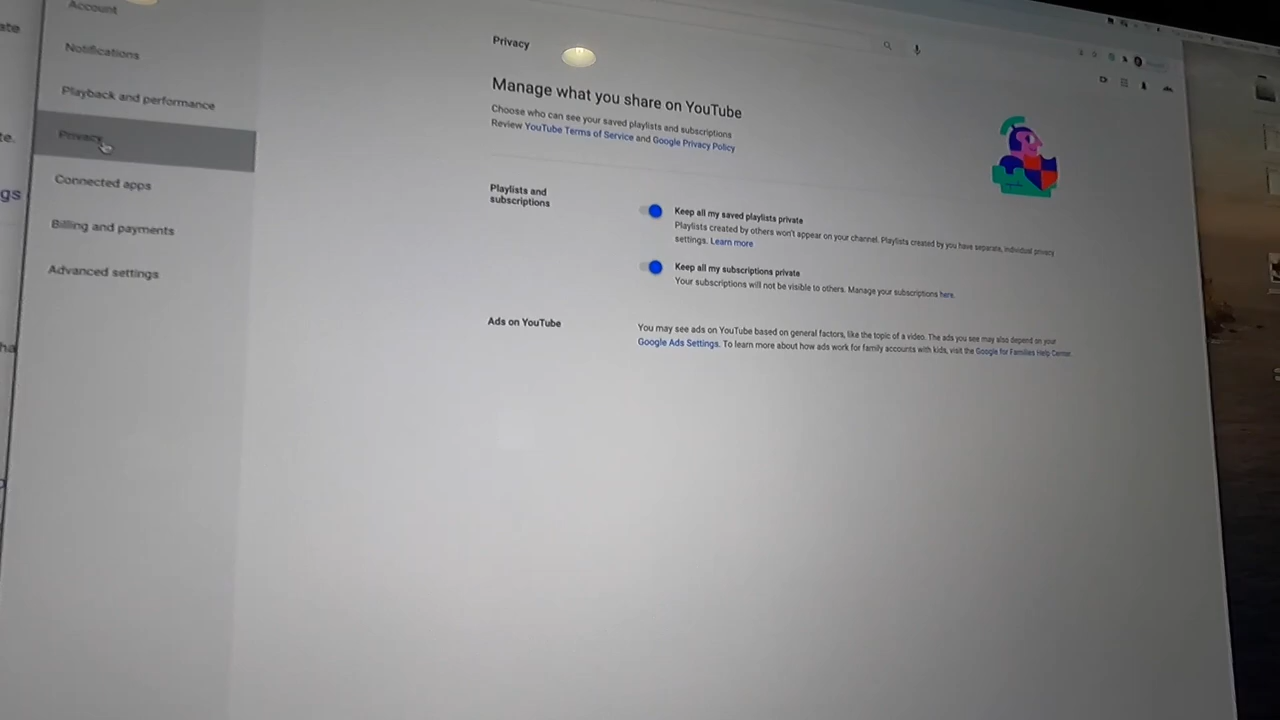 Account
Notifications
Playback and performance
Privacy
Connected apps
Billing and payments
Advanced settings
Privacy
Manage what you share on YouTube
Choose who can see your saved playlists and subscriptions
Review YouTube Terms of Service and Google Privacy Policy
Playlists and
subscriptions
Keep all my saved playlists private
Playlists created by others won't appear on your channel. Playlists created by you have separate, individual privacy
settings. Learn more
Keep all my subscriptions private
Your subscriptions will not be visible to others. Manage your subscriptions here.
Ads on YouTube
You may see ads on YouTube based on general factors, like the topic of a video. The ads you see may also depend on your
Google Ads Settings. To learn more about how ads work for family accounts with kids, visit the Google for Families Help Center.